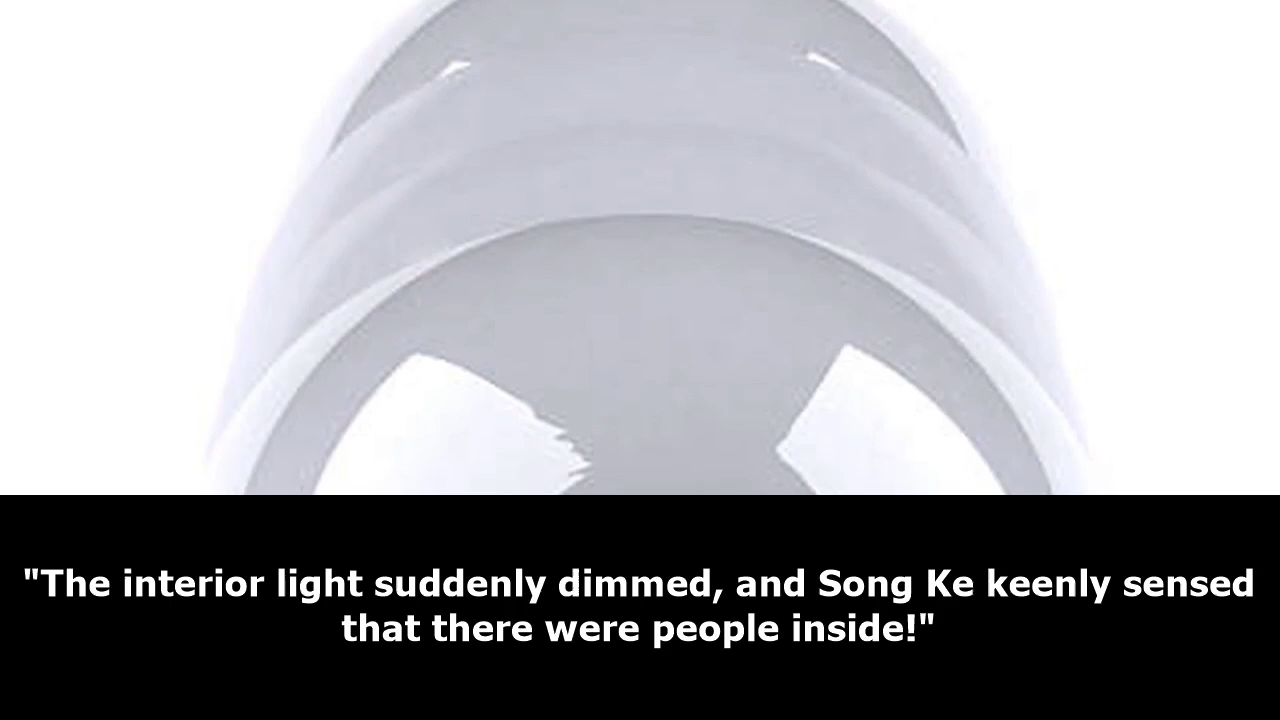 "The interior light suddenly dimmed, and Song Ke keenly sensed
that there were people inside!"